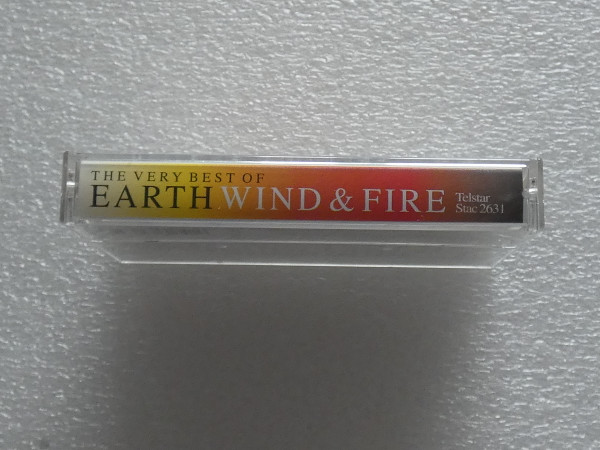 THE VERY BEST OF
EARTH WIND & FIRE
Telstar
Stac 2631